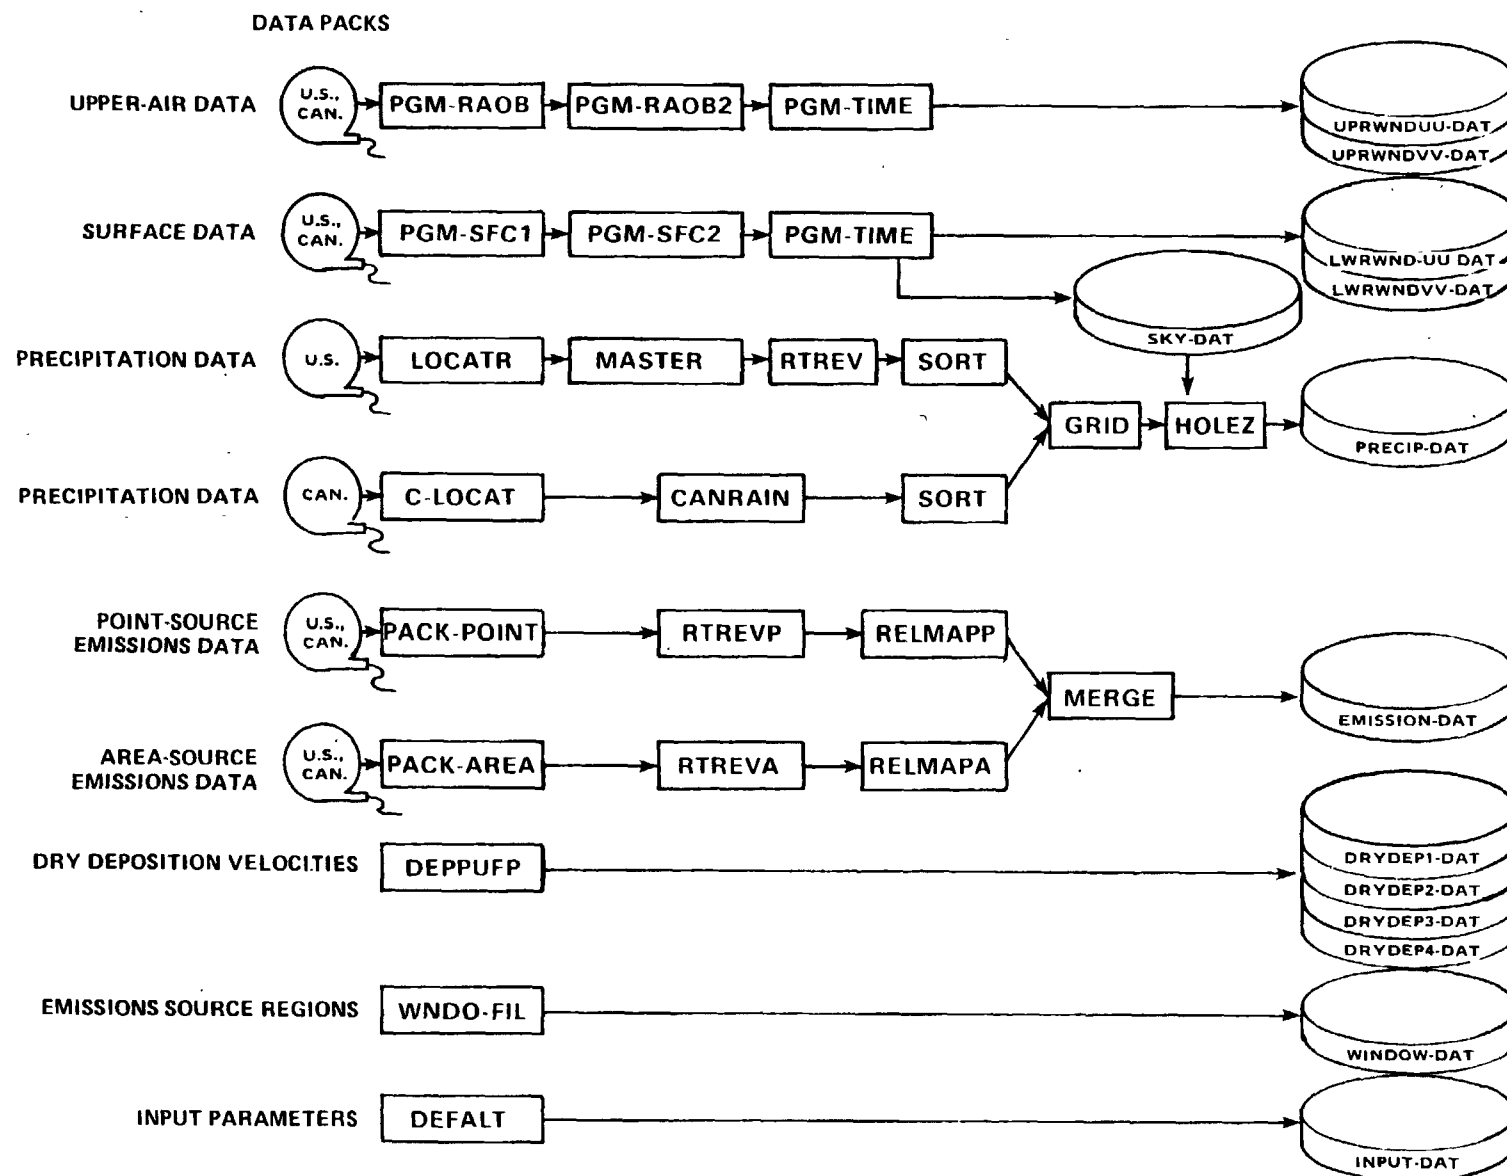 DATA PACKS
UPPER-AIR DATA
U.S.,
CAN.
PGM-RAOB
PGM-RAOB2
PGM-TIME
UPRWNDUU-DAT
UPRWNDVV-DAT
SURFACE DATA
U.S.,
CAN.
PGM-SFC1
PGM-SFC2
PGM-TIME
LWRWND-UU DAT
LWRWNDVV-DAT
SKY-DAT
PRECIPITATION DATA
U.S.
LOCATR
MASTER
RTREV
SORT
GRID
HOLEZ
PRECIP-DAT
PRECIPITATION DATA
CAN.
C-LOCAT
CANRAIN
SORT
POINT-SOURCE
EMISSIONS DATA
U.S.,
CAN.
PACK-POINT
RTREVP
RELMAPP
MERGE
EMISSION-DAT
AREA-SOURCE
EMISSIONS DATA
U.S.,
CAN.
PACK-AREA
RTREVA
RELMAPA
DRY DEPOSITION VELOCITIES
DEPPUFP
DRYDEP1-DAT
DRYDEP2-DAT
DRYDEP3-DAT
DRYDEP4-DAT
EMISSIONS SOURCE REGIONS
WNDO-FIL
WINDOW-DAT
INPUT PARAMETERS
DEFALT
INPUT-DAT